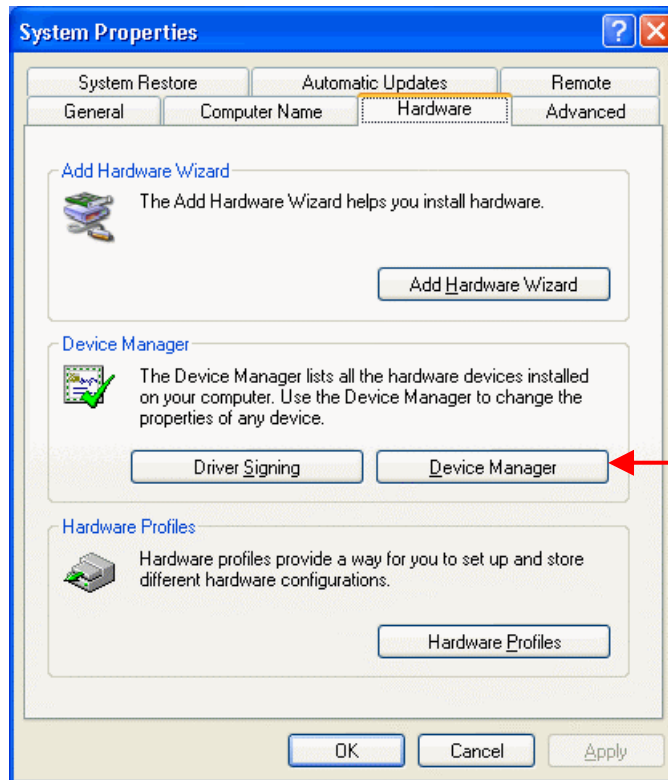 System Properties
System Restore Automatic Updates Remote
General Computer Name Hardware Advanced
Add Hardware Wizard
The Add Hardware Wizard helps you install hardware.
Add Hardware Wizard
Device Manager
The Device Manager lists all the hardware devices installed
on your computer. Use the Device Manager to change the
properties of any device.
Driver Signing Device Manager
Hardware Profiles
Hardware profiles provide a way for you to set up and store
different hardware configurations.
Hardware Profiles
OK Cancel Apply